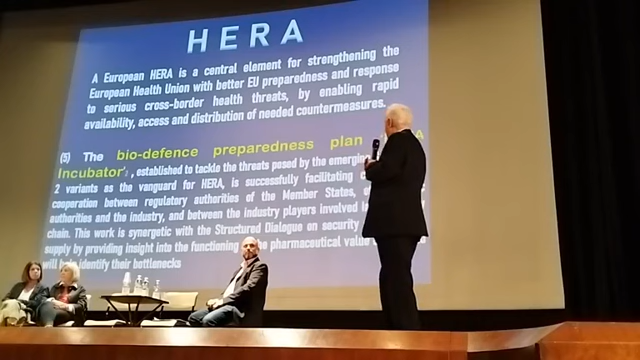 HERA
A European HERA is a central element for strengthening the
European Health Union with better EU preparedness and response
to serious cross-border health threats, by enabling rapid
availability, access and distribution of needed countermeasures.
(5) The bio-defence preparedness plan
Incubator', established to tackle the threats posed by the
2 variants as the vanguard for HERA, is successfully facilitating
cooperation between regulatory authorities of the Member States,
authorities and the industry, and between the industry players involved
chain. This work is synergetic with the Structured Dialogue on security
supply by providing insight into the functioning pharmaceutical value
identify their bottlenecks